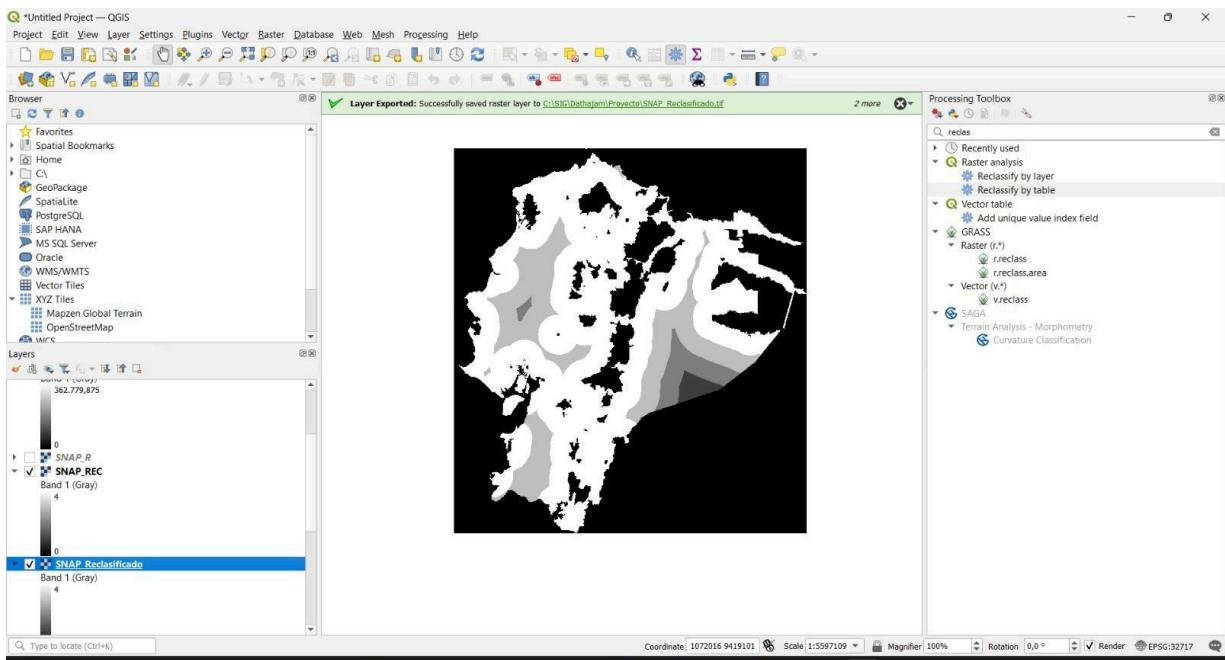 *Untitled Project — QGIS
Project Edit View Layer Settings Plugins Vector Raster Database Web Mesh Processing Help
Browser
Favorites
Spatial Bookmarks
Home
C:\
GeoPackage
SpatiaLite
PostgreSQL
SAP HANA
MS SQL Server
Oracle
WMS/WMTS
Vector Tiles
XYZ Tiles
Mapzen Global Terrain
OpenStreetMap
WCS
Layers
Band 1 (Gray)
362.779,875
0
SNAP_R
SNAP_REC
Band 1 (Gray)
4
0
SNAP_Reclasificado
Band 1 (Gray)
4
Layer Exported: Successfully saved raster layer to C:\SIG\Dathajam\Proyecto\SNAP_Reclasificado.tif 2 more
Processing Toolbox
reclas
Recently used
Raster analysis
Reclassify by layer
Reclassify by table
Vector table
Add unique value index field
GRASS
Raster (r.*)
r.reclass
r.reclass.area
Vector (v.*)
v.reclass
SAGA
Terrain Analysis - Morphometry
Curvature Classification
Type to locate (Ctrl+K) Coordinate 1072016 9419101 Scale 1:5597109 Magnifier 100% Rotation 0,0 ° Render EPSG:32717